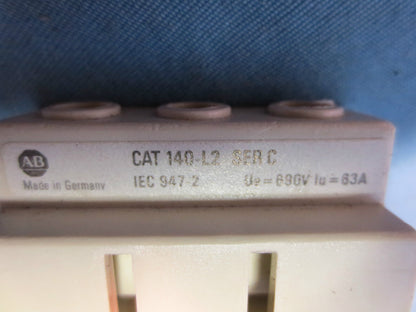 AB
CAT 140-L2 SER C
Made in Germany
IEC 947-2
Ue=690V Iu=63A